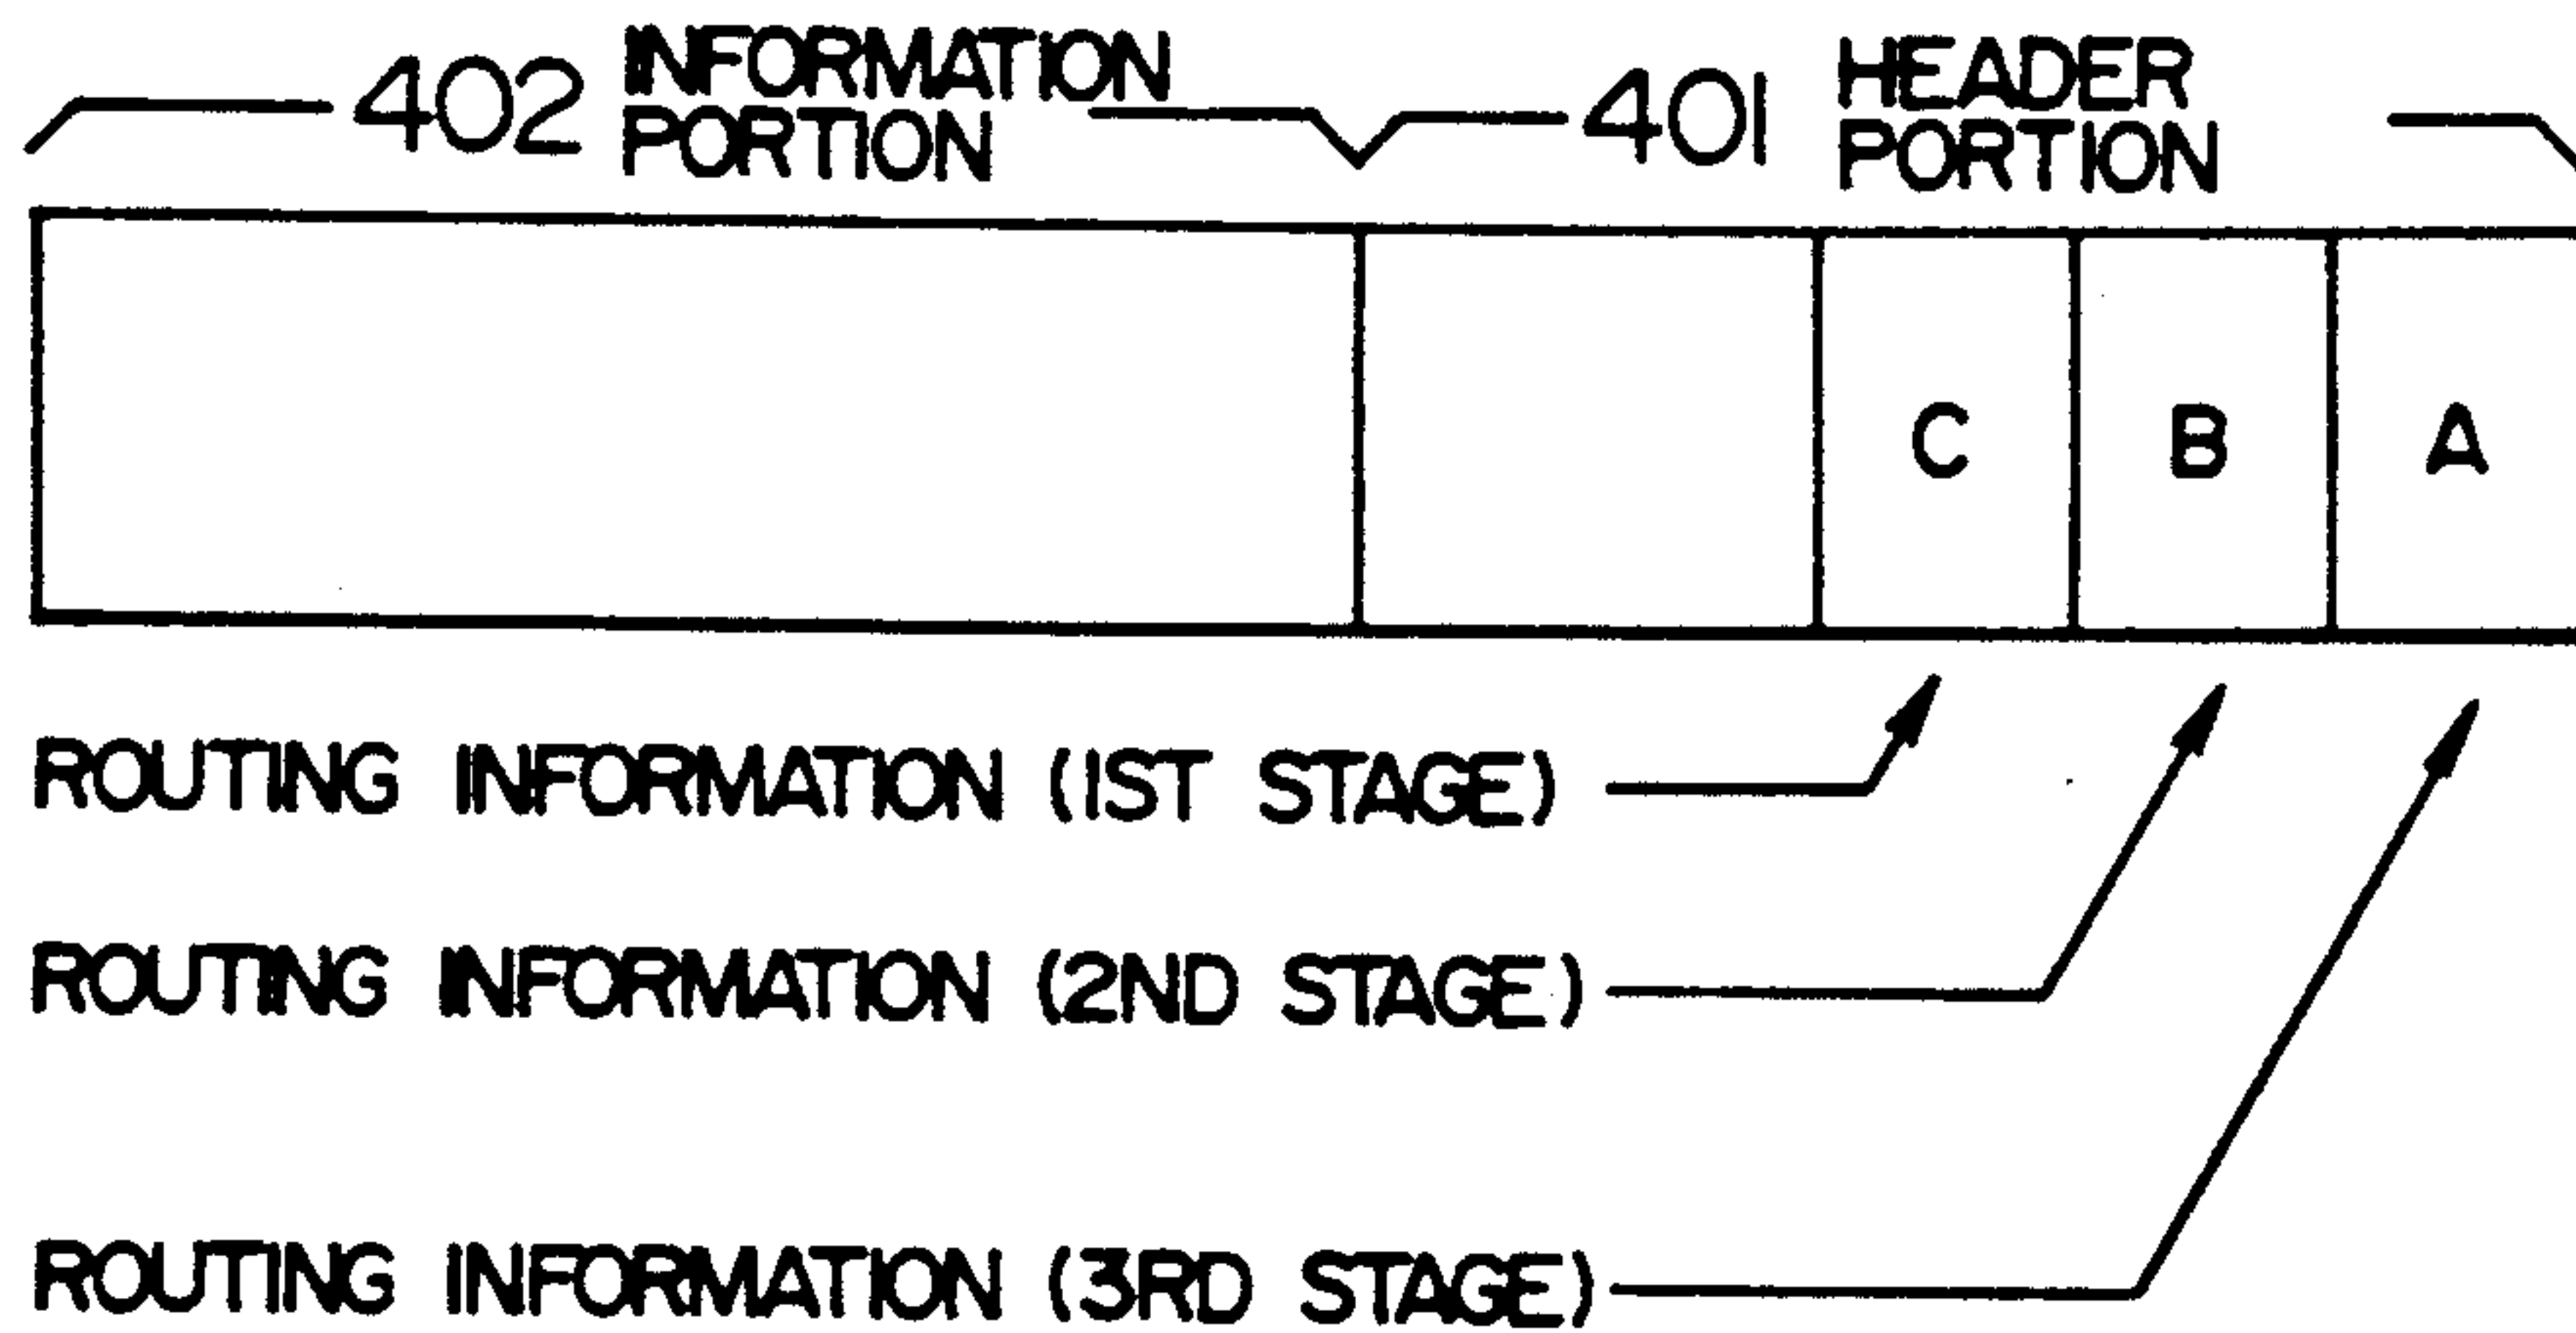 402 INFORMATION
PORTION
401 HEADER
PORTION
C B A
ROUTING INFORMATION (1ST STAGE)
ROUTING INFORMATION (2ND STAGE)
ROUTING INFORMATION (3RD STAGE)